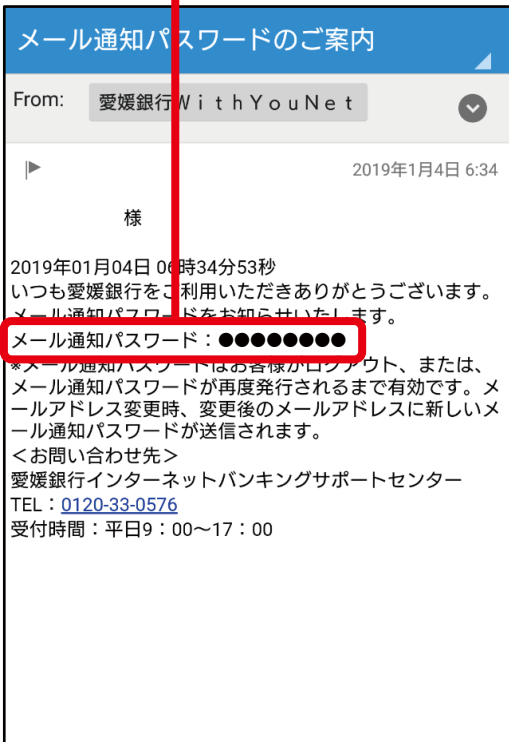 メール通知パスワードのご案内
From: 愛媛銀行ＷｉｔｈＹｏｕＮｅｔ
2019年1月4日 6:34
様
2019年01月04日 06時34分53秒
いつも愛媛銀行をご利用いただきありがとうございます。
メール通知パスワードをお知らせいたします。
メール通知パスワード：●●●●●●●●
*メール通知パスワードはお客様がログアウト、または、
メール通知パスワードが再度発行されるまで有効です。メ
ールアドレス変更時、変更後のメールアドレスに新しいメ
ール通知パスワードが送信されます。
＜お問い合わせ先＞
愛媛銀行インターネットバンキングサポートセンター
TEL：0120-33-0576
受付時間：平日9：00〜17：00